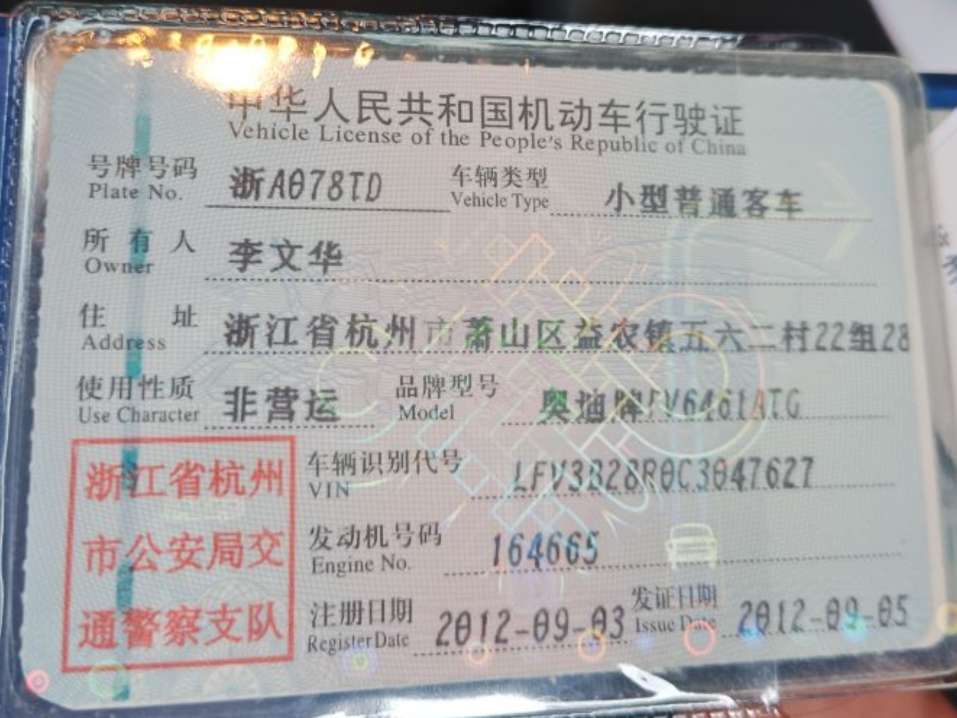 中华人民共和国机动车行驶证
Vehicle License of the People's Republic of China
号牌号码 浙A078TD 车辆类型 小型普通客车
Plate No. Vehicle Type
所有人 李文华
Owner
住址 浙江省杭州市萧山区益农镇五六二村22组28
Address
使用性质 非营运 品牌型号 奥迪牌FV6461ATG
Use Character Model
浙江省杭州 车辆识别代号 LFV3B28R0C3047627
VIN
市公安局交 发动机号码 164665
Engine No.
通警察支队 注册日期 2012-09-03 发证日期 2012-09-05
Register Date Issue Date